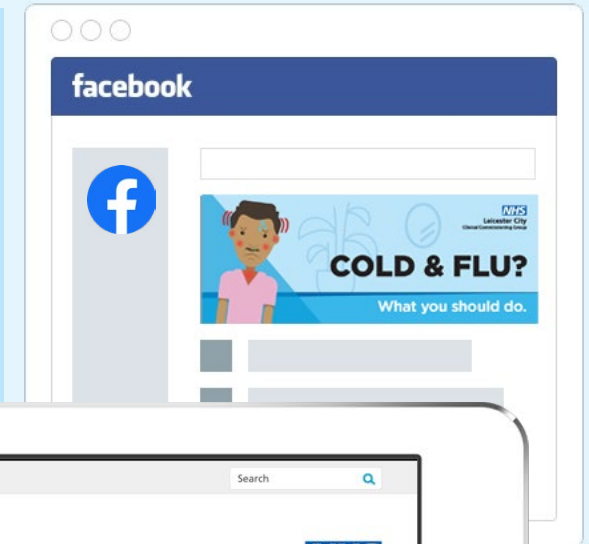 facebook
f
NHS
Leicester City
Clinical Commissioning Group
COLD & FLU?
What you should do.
Search